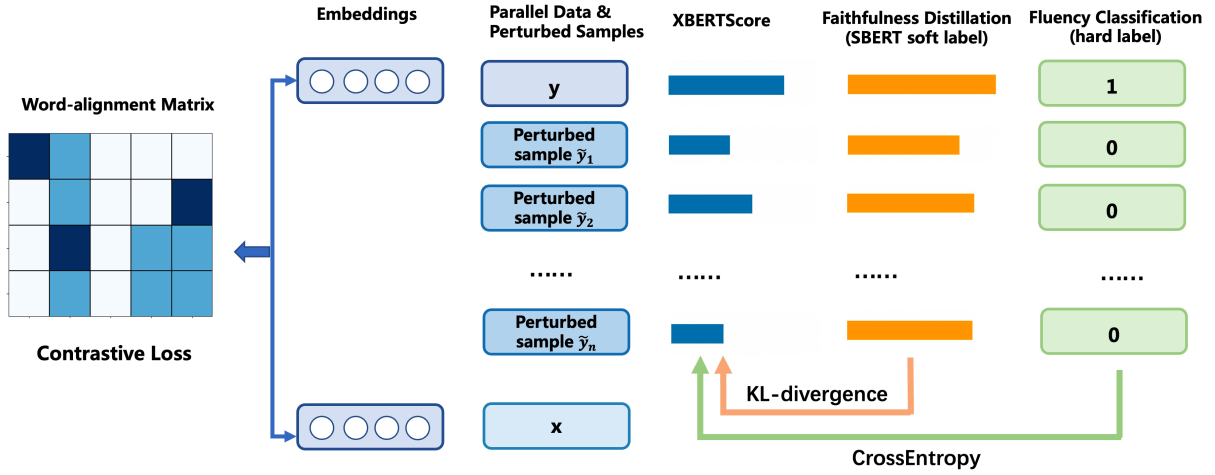 Embeddings
Parallel Data &
Perturbed Samples
XBERTScore
Faithfulness Distillation
(SBERT soft label)
Fluency Classification
(hard label)
Word-alignment Matrix
Contrastive Loss
y
1
Perturbed
sample ỹ₁
0
Perturbed
sample ỹ₂
0
......
......
......
......
Perturbed
sample ỹₙ
0
KL-divergence
x
CrossEntropy